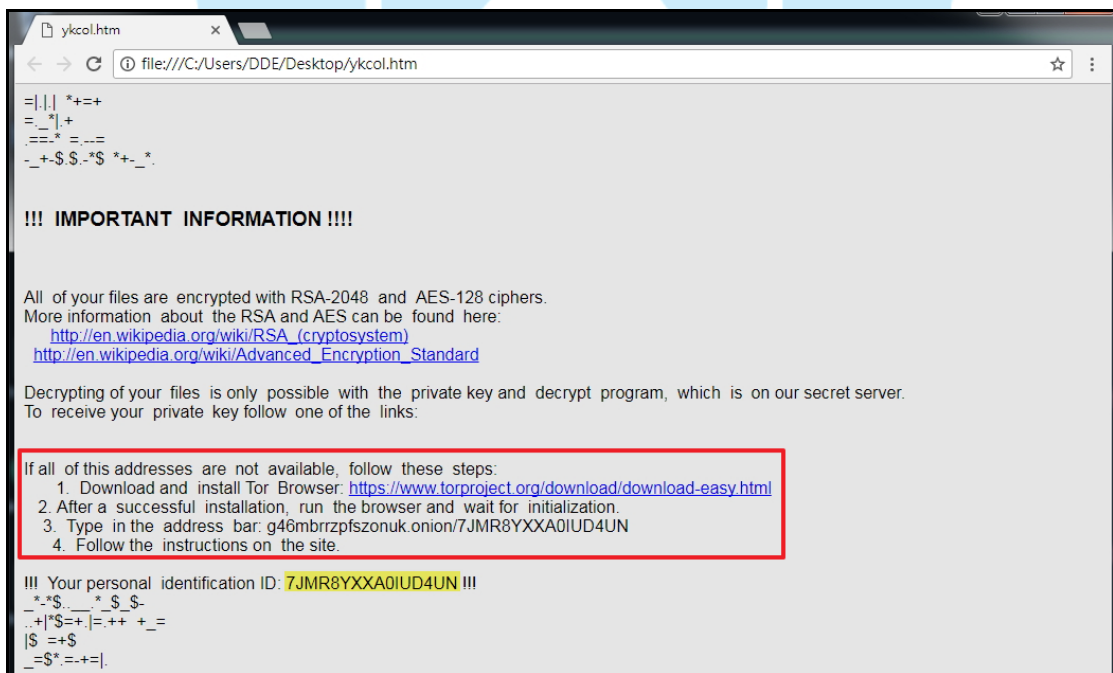 ykcol.htm
file:///C:/Users/DDE/Desktop/ykcol.htm
=|.|.| *+=+
=._*|.+
.==-* =.--=
-_+-$.$.-*$ *+-_*.
!!! IMPORTANT INFORMATION !!!!
All of your files are encrypted with RSA-2048 and AES-128 ciphers.
More information about the RSA and AES can be found here:
http://en.wikipedia.org/wiki/RSA_(cryptosystem)
http://en.wikipedia.org/wiki/Advanced_Encryption_Standard
Decrypting of your files is only possible with the private key and decrypt program, which is on our secret server.
To receive your private key follow one of the links:
If all of this addresses are not available, follow these steps:
1. Download and install Tor Browser: https://www.torproject.org/download/download-easy.html
2. After a successful installation, run the browser and wait for initialization.
3. Type in the address bar: g46mbrrzpfszonuk.onion/7JMR8YXXA0IUD4UN
4. Follow the instructions on the site.
!!! Your personal identification ID: 7JMR8YXXA0IUD4UN !!!
_*-*$..__.*_$_$-
..+|*$=+.|=.++ +_=
|$ =+$
_=$*.=-+=|.